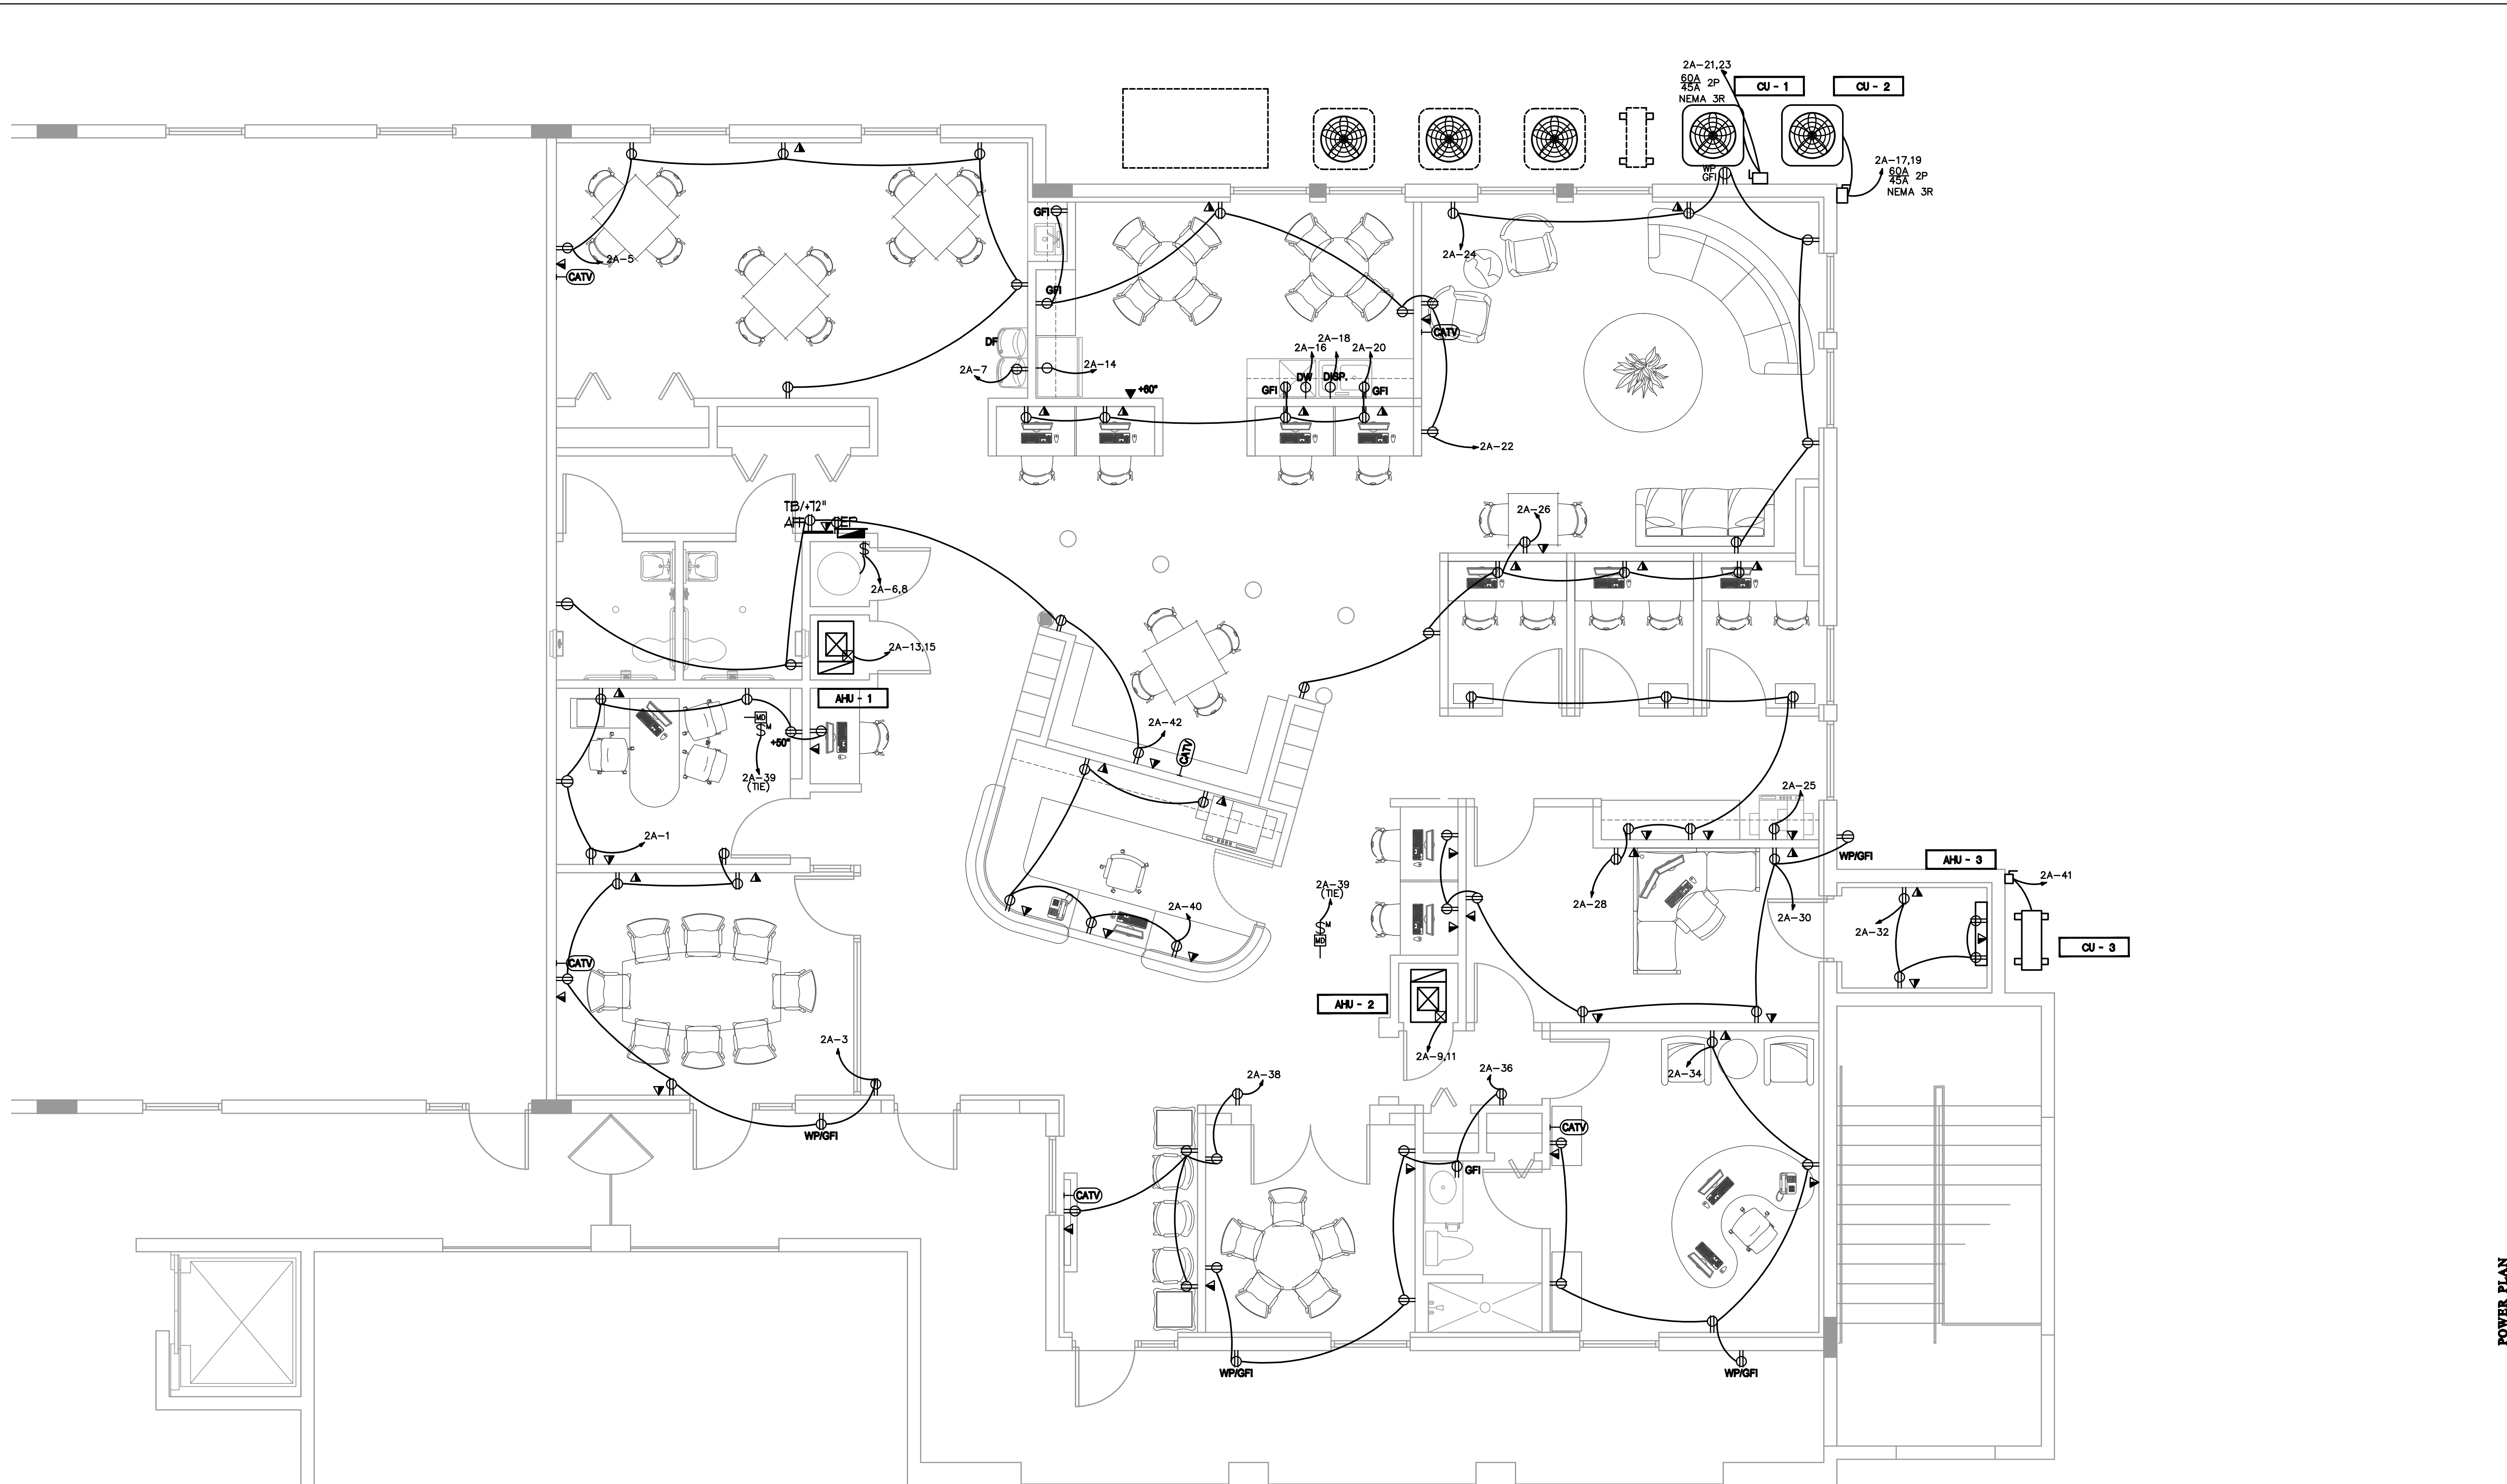 2A-21,23
60A
45A 2P
NEMA 3R
CU - 1
CU - 2
WP
GFI
2A-17,19
60A
45A 2P
NEMA 3R
GFI
2A-5
CATV
2A-24
GFI
CATV
DF
2A-7
2A-14
2A-16
2A-18
2A-20
+60"
GFI
DW
DISP.
GFI
2A-22
TB/+72"
2A-26
2A-6,8
2A-13,15
AHU - 1
MD
M
$
+50"
2A-39
(TIE)
2A-42
CATV
2A-1
2A-25
WP/GFI
AHU - 3
2A-41
2A-39
(TIE)
$
M
MD
2A-40
2A-28
2A-30
2A-32
CU - 3
CATV
AHU - 2
2A-3
2A-9,11
2A-38
2A-36
2A-34
WP/GFI
CATV
GFI
CATV
WP/GFI
WP/GFI
POWER PLAN